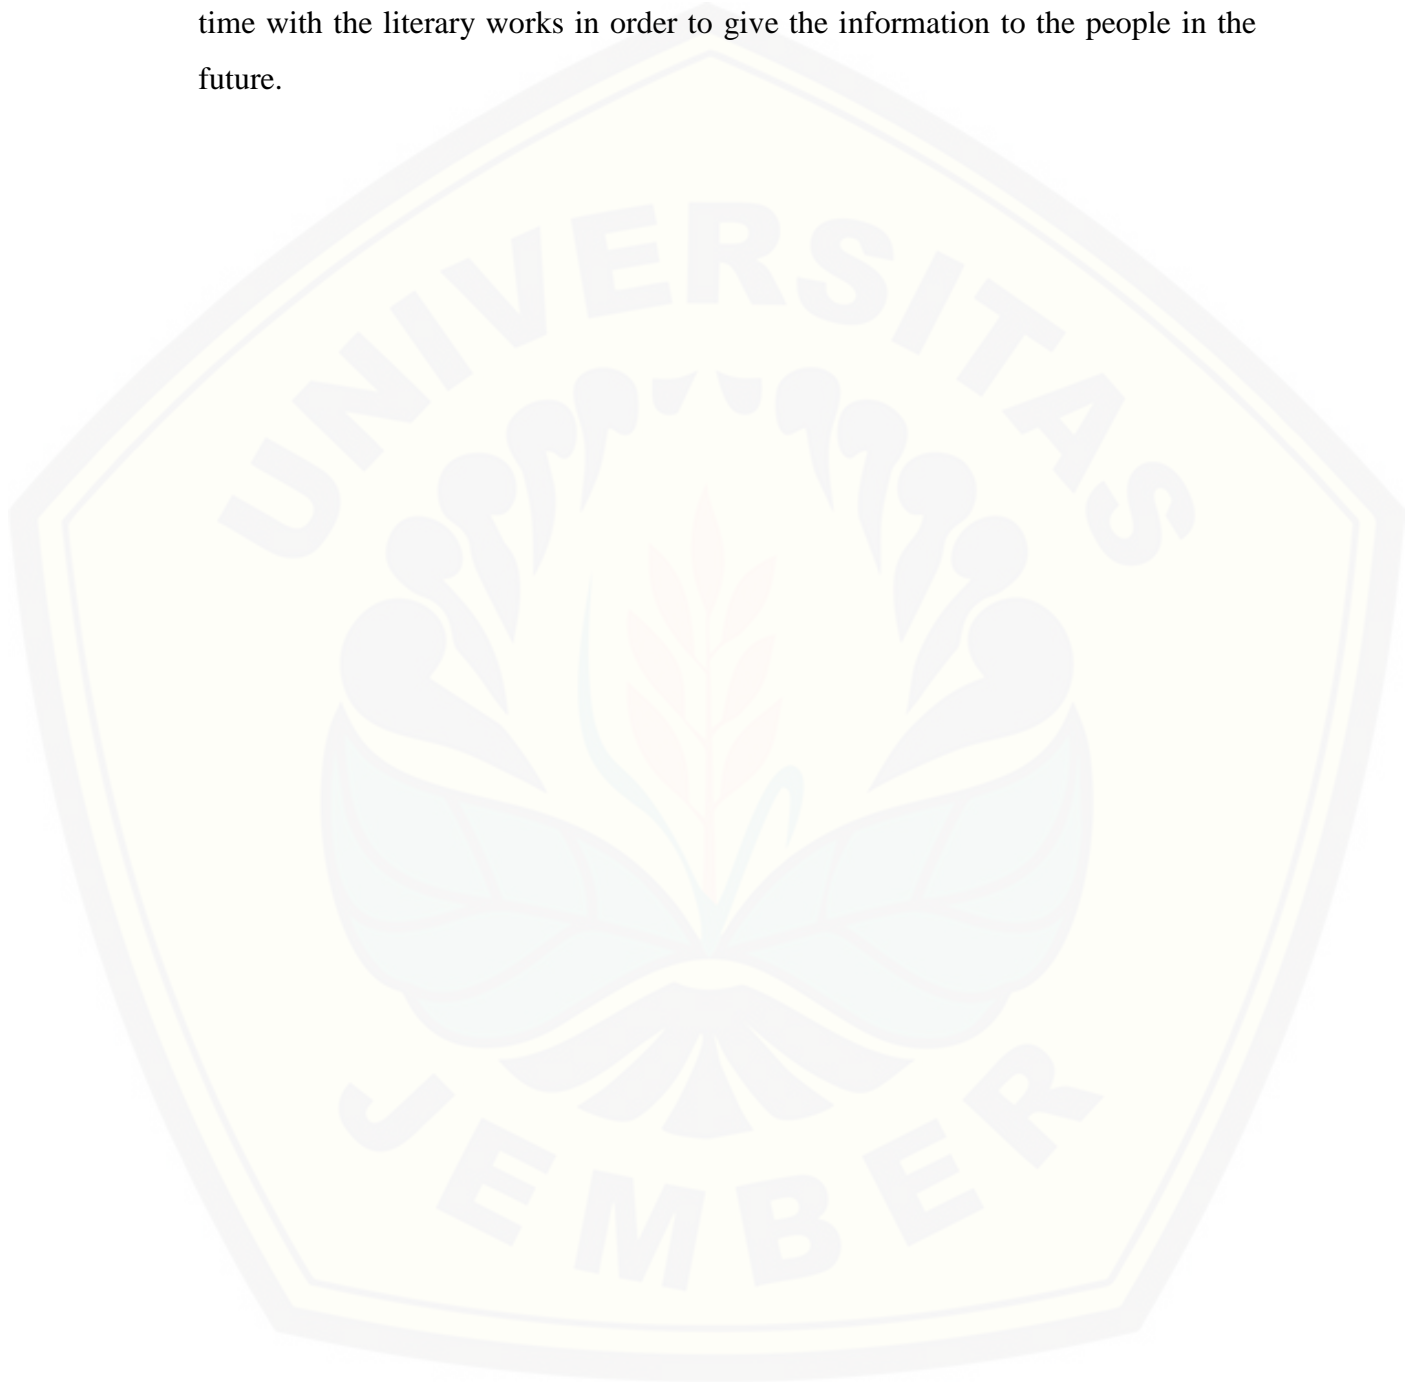 time with the literary works in order to give the information to the people in the
future.
UNIVERSITAS
JEMBER